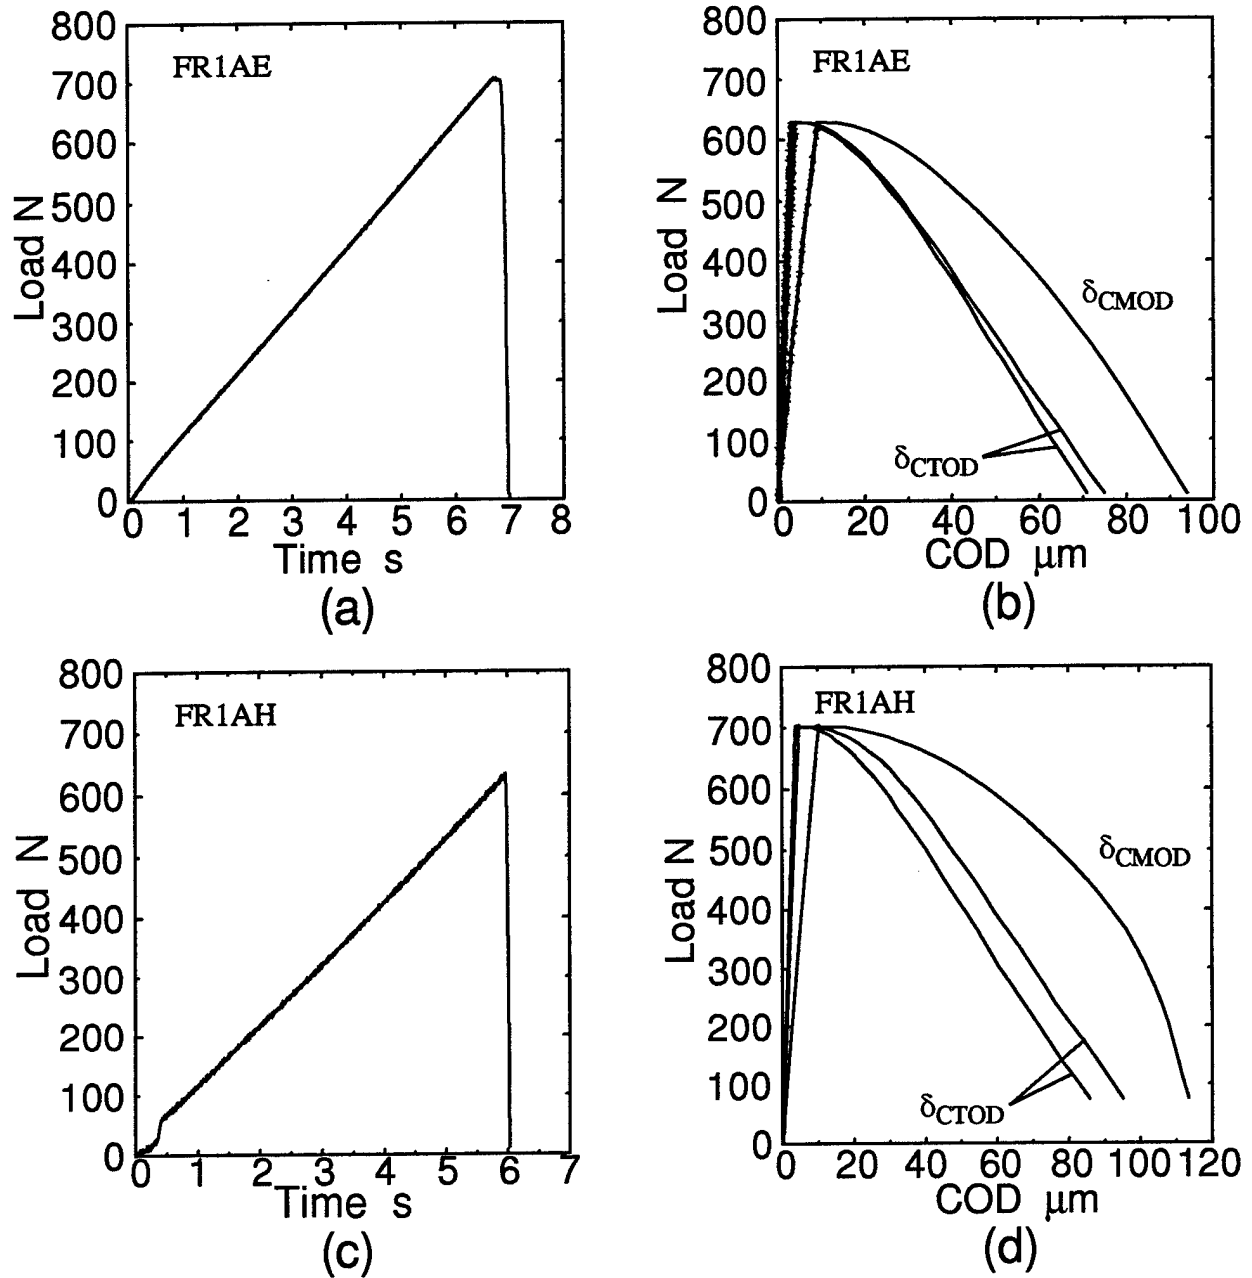 800
700
600
500
400
300
200
100
0
Load N
FR1AE
0 1 2 3 4 5 6 7 8
Time s
(a)
800
700
600
500
400
300
200
100
0
Load N
FR1AE
δCMOD
δCTOD
0 20 40 60 80 100
COD μm
(b)
800
700
600
500
400
300
200
100
0
Load N
FR1AH
0 1 2 3 4 5 6 7
Time s
(c)
800
700
600
500
400
300
200
100
0
Load N
FR1AH
δCMOD
δCTOD
0 20 40 60 80 100 120
COD μm
(d)